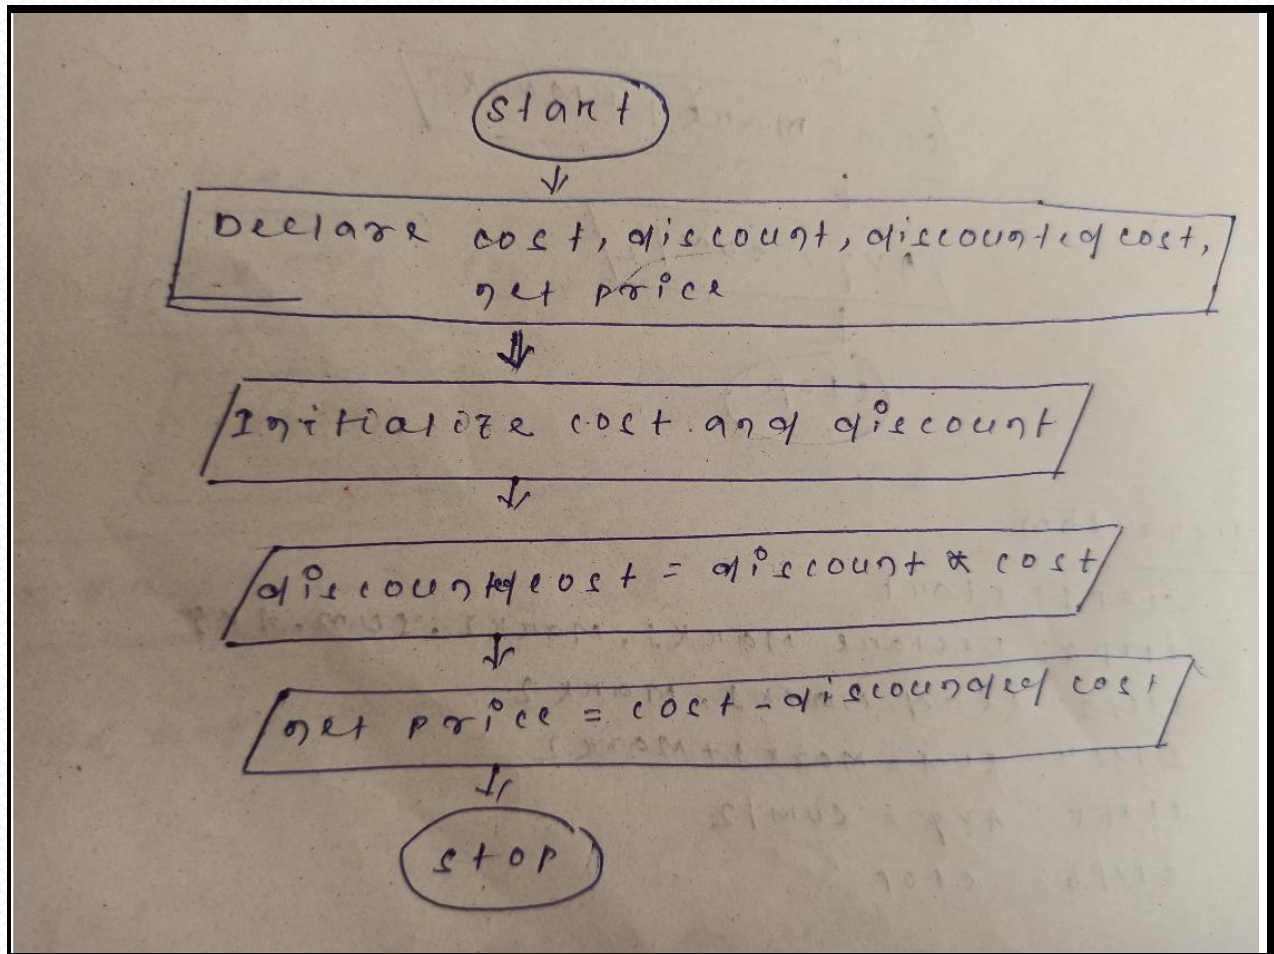 start
Declare cost, discount, discounted cost,
net price
Initialize cost and discount
discountedcost = discount * cost
net price = cost - discounded cost
stop